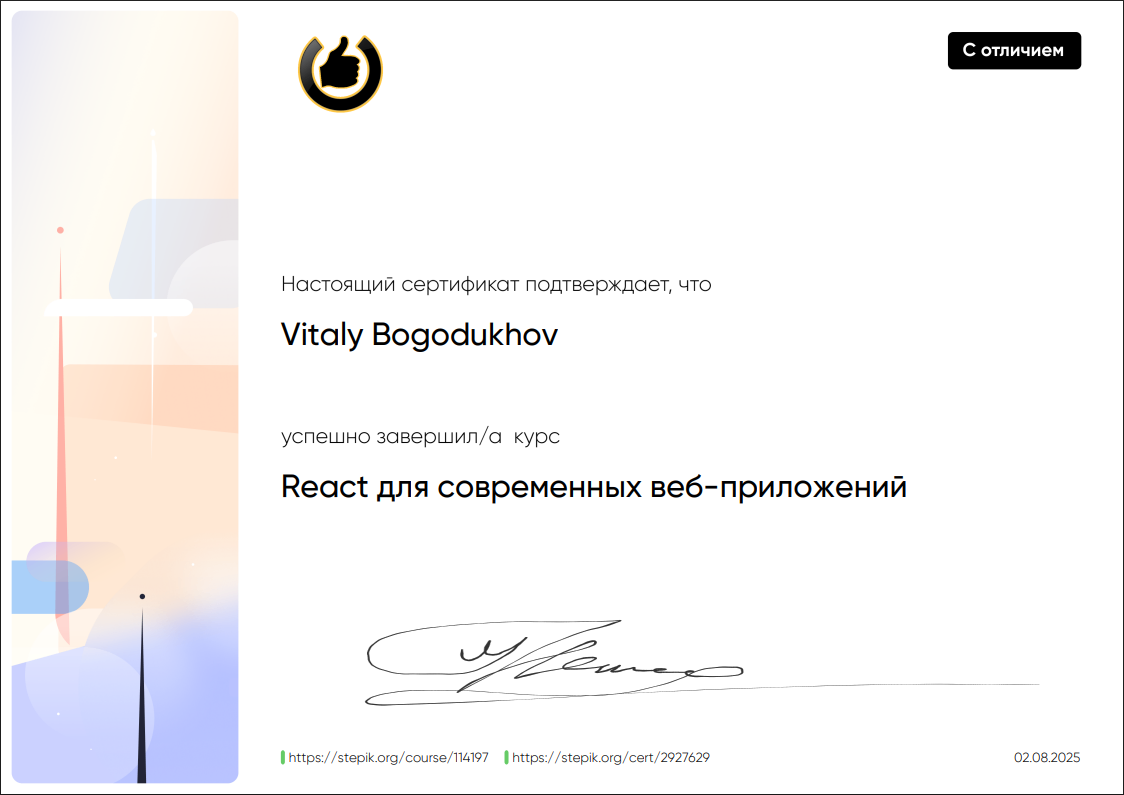 С отличием
Настоящий сертификат подтверждает, что
Vitaly Bogodukhov
успешно завершил/а курс
React для современных веб-приложений
https://stepik.org/course/114197 https://stepik.org/cert/2927629 02.08.2025